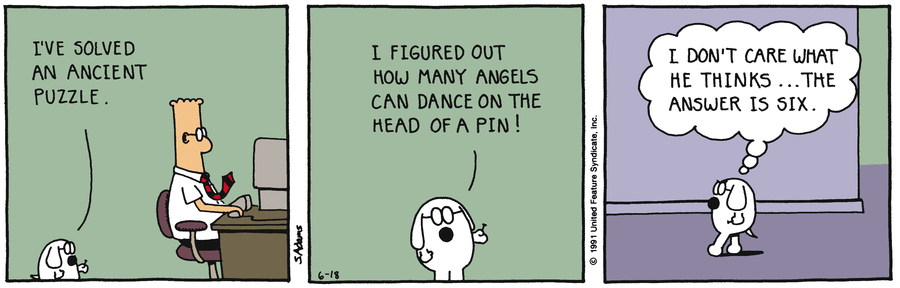 I'VE SOLVED
AN ANCIENT
PUZZLE.
S.Adams
I FIGURED OUT
HOW MANY ANGELS
CAN DANCE ON THE
HEAD OF A PIN!
6-18
© 1991 United Feature Syndicate, Inc.
I DON'T CARE WHAT
HE THINKS ...THE
ANSWER IS SIX.